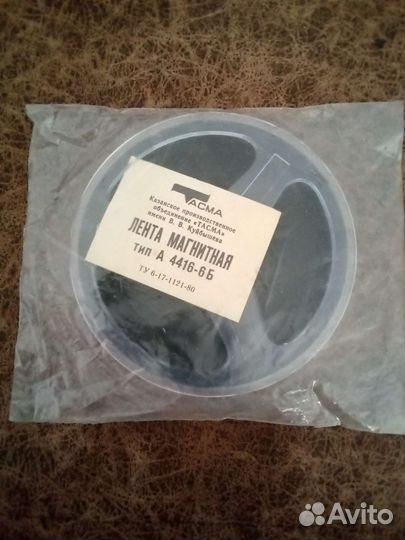 ТАСМА
Казанское производственное
объединение «ТАСМА»
имени В. В. Куйбышева
ЛЕНТА МАГНИТНАЯ
тип А 4416-6Б
ТУ 6-17-1121-80
Avito